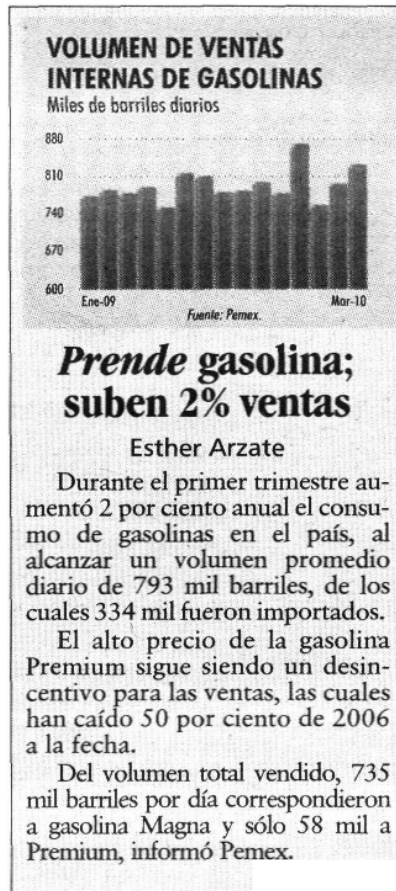 VOLUMEN DE VENTAS
INTERNAS DE GASOLINAS
Miles de barriles diarios
880
810
740
670
600
Ene-09
Mar-10
Fuente: Pemex.
Prende gasolina;
suben 2% ventas
Esther Arzate
Durante el primer trimestre au-
mentó 2 por ciento anual el consu-
mo de gasolinas en el país, al
alcanzar un volumen promedio
diario de 793 mil barriles, de los
cuales 334 mil fueron importados.
El alto precio de la gasolina
Premium sigue siendo un desin-
centivo para las ventas, las cuales
han caído 50 por ciento de 2006
a la fecha.
Del volumen total vendido, 735
mil barriles por día correspondieron
a gasolina Magna y sólo 58 mil a
Premium, informó Pemex.